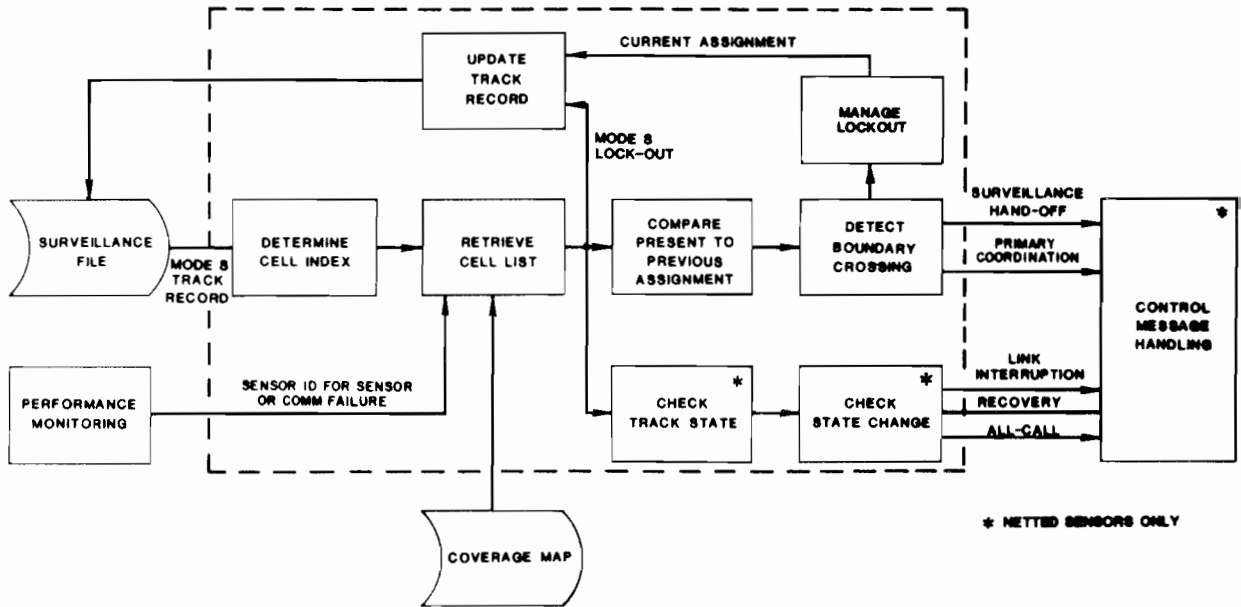 CURRENT ASSIGNMENT
UPDATE
TRACK
RECORD
MANAGE
LOCKOUT
MODE S
LOCK-OUT
SURVEILLANCE
HAND-OFF
*
SURVEILLANCE
FILE
MODE S
TRACK
RECORD
DETERMINE
CELL INDEX
RETRIEVE
CELL LIST
COMPARE
PRESENT TO
PREVIOUS
ASSIGNMENT
DETECT
BOUNDARY
CROSSING
PRIMARY
COORDINATION
CONTROL
MESSAGE
HANDLING
PERFORMANCE
MONITORING
SENSOR ID FOR SENSOR
OR COMM FAILURE
*
CHECK
TRACK STATE
*
CHECK
STATE CHANGE
LINK
INTERRUPTION
RECOVERY
ALL-CALL
COVERAGE MAP
* NETTED SENSORS ONLY